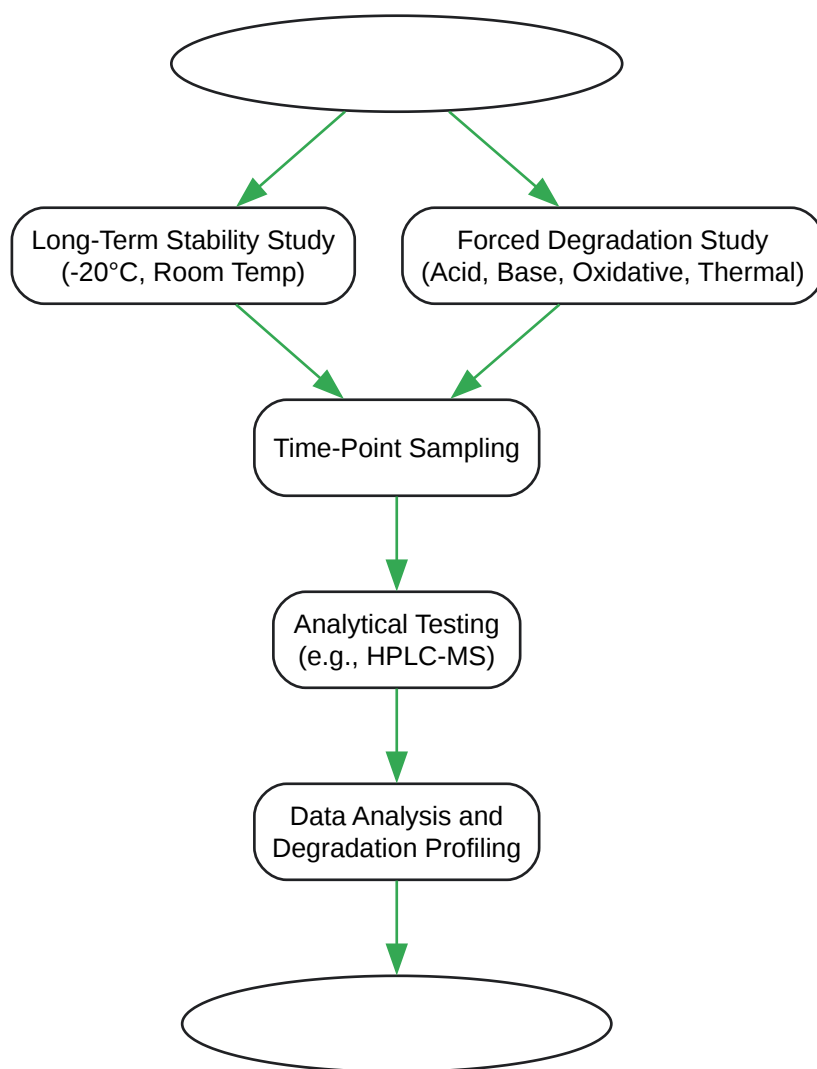 Long-Term Stability Study
(-20°C, Room Temp)
Forced Degradation Study
(Acid, Base, Oxidative, Thermal)
Time-Point Sampling
Analytical Testing
(e.g., HPLC-MS)
Data Analysis and
Degradation Profiling